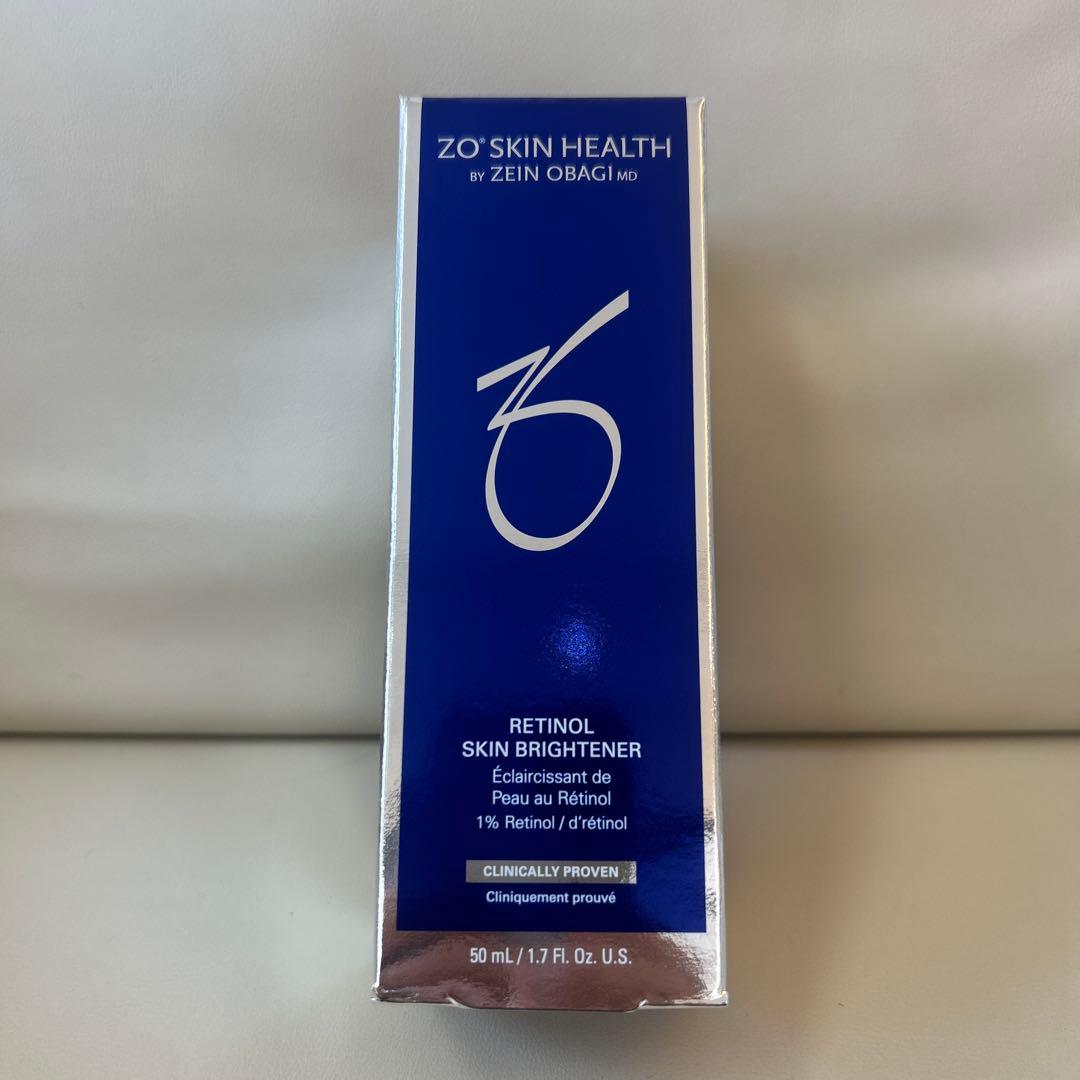 ZO® SKIN HEALTH
BY ZEIN OBAGI MD
RETINOL
SKIN BRIGHTENER
Éclaircissant de
Peau au Rétinol
1% Retinol / d'rétinol
CLINICALLY PROVEN
Cliniquement prouvé
50 mL / 1.7 Fl. Oz. U.S.